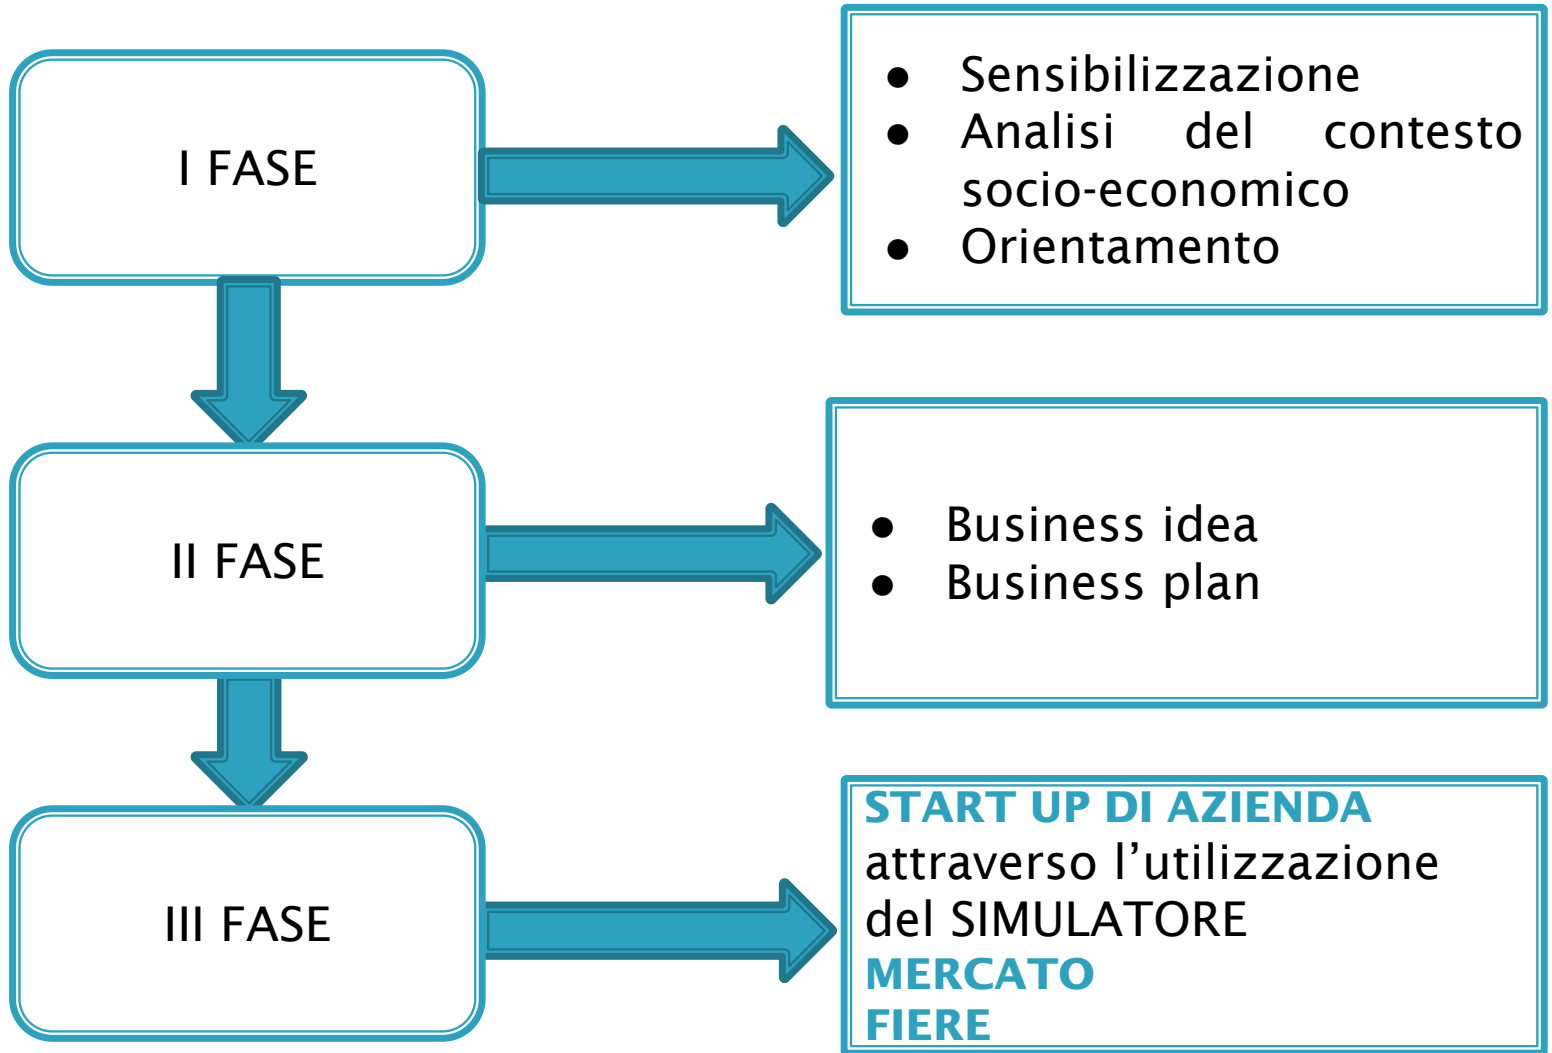 I FASE
● Sensibilizzazione
● Analisi del contesto
socio-economico
● Orientamento
II FASE
● Business idea
● Business plan
III FASE
START UP DI AZIENDA
attraverso l’utilizzazione
del SIMULATORE
MERCATO
FIERE